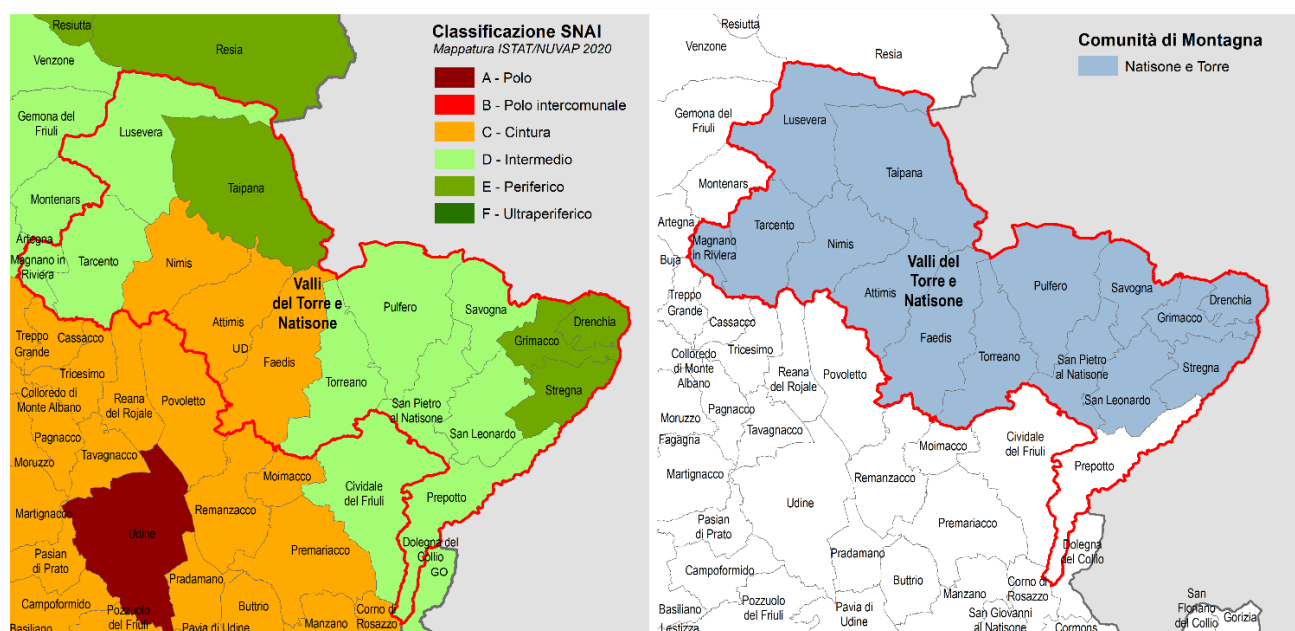 Resiutta
Resia
Venzone
Gemona del
Friuli
Lusevera
Taipana
Montenars
Artegna
Magnano in
Riviera
Tarcento
Nimis
Valli
del Torre e
Natisone
Attimis
UD
Faedis
Pulfero
Savogna
Drenchia
Grimacco
Stregna
Torreano
San Pietro
al Natisone
San Leonardo
Treppo
Grande
Cassacco
Tricesimo
Colloredo di
Monte Albano
Reana
del Rojale
Povoletto
Pagnacco
Moruzzo
Tavagnacco
Moimacco
Cividale
del Friuli
Prepotto
Martignacco
Udine
Remanzacco
Premariacco
Dolegna del
Collio
GO
Pasian
di Prato
Pradamano
Campoformido
Pozzuolo
del Friuli
Buttrio
Manzano
Corno di
Rosazzo
Basiliano
Pavia di Udine
Classificazione SNAI
Mappatura ISTAT/NUVAP 2020
A - Polo
B - Polo intercomunale
C - Cintura
D - Intermedio
E - Periferico
F - Ultraperiferico
Resiutta
Resia
Venzone
Gemona del
Friuli
Lusevera
Taipana
Montenars
Artegna
Magnano
in Riviera
Buja
Tarcento
Nimis
Valli del
Torre e
Natisone
Attimis
Faedis
Pulfero
Savogna
Drenchia
Grimacco
Stregna
Torreano
San Pietro
al Natisone
San Leonardo
Treppo
Grande
Cassacco
Tricesimo
Colloredo
di Monte
Albano
Reana
del Rojale
Povoletto
Pagnacco
Moruzzo
Fagagna
Tavagnacco
Moimacco
Cividale
del Friuli
Prepotto
Martignacco
Udine
Remanzacco
Premariacco
Pasian
di Prato
Pradamano
Dolegna
del Collio
Campoformido
Buttrio
Manzano
Corno di
Rosazzo
Basiliano
Lestizza
Pozzuolo
del Friuli
Pavia di
Udine
San Giovanni
al Natisone
Cormons
San
Floriano
del Collio
Gorizia
Comunità di Montagna
Natisone e Torre